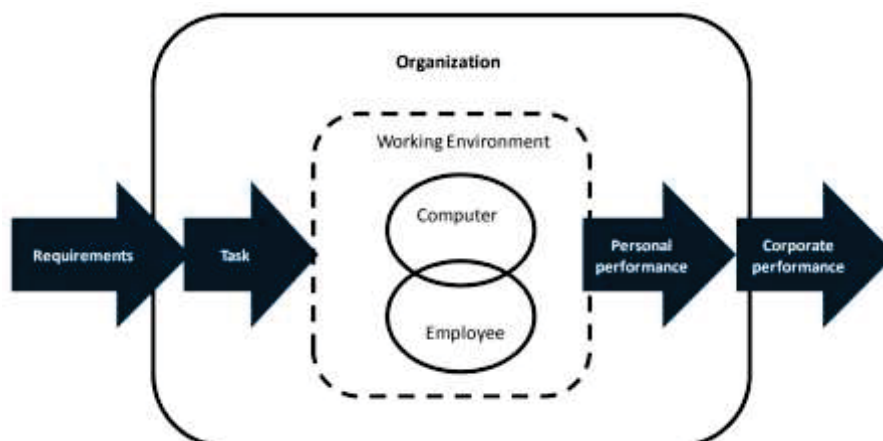 Organization
Working Environment
Computer
Employee
Requirements
Task
Personal
performance
Corporate
performance